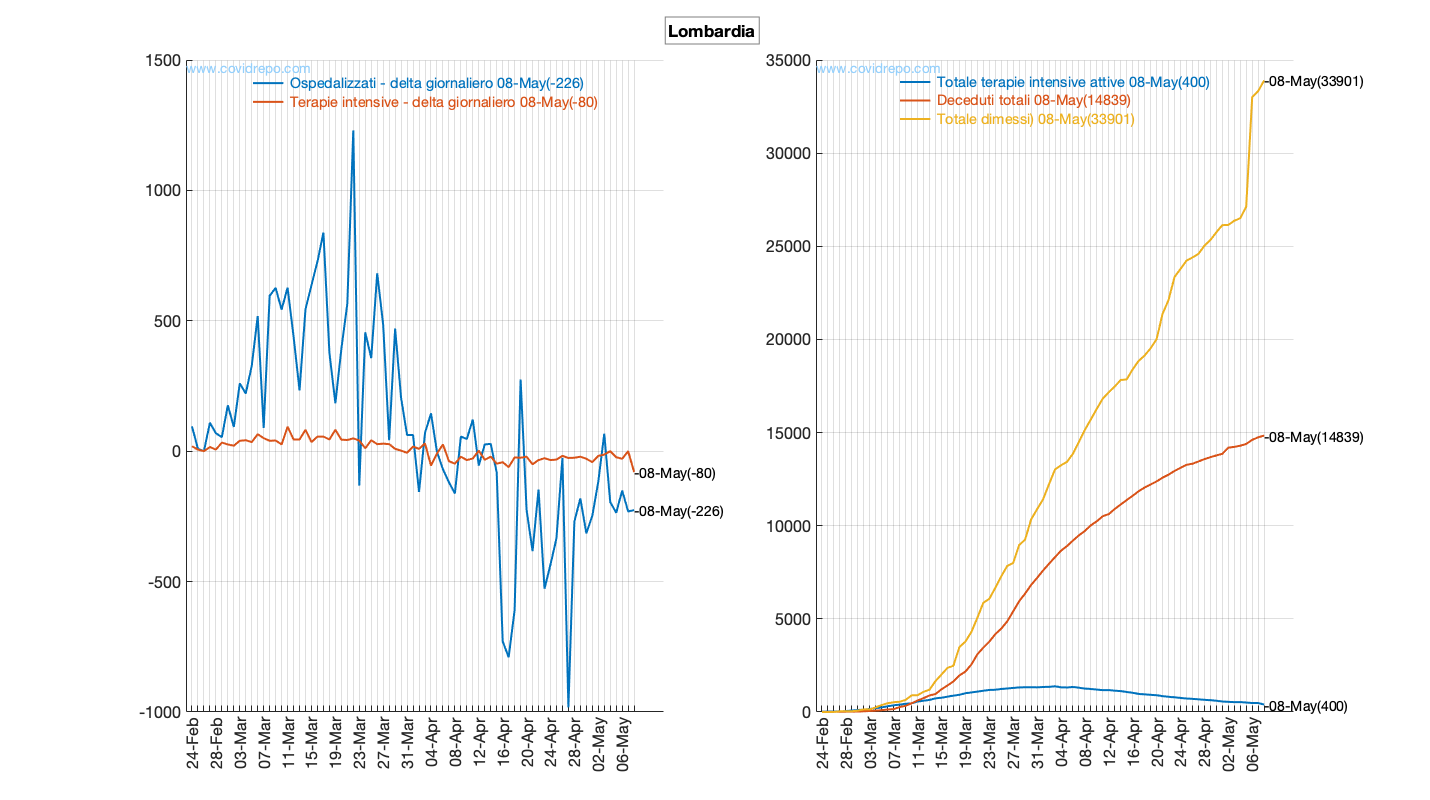 Lombardia
www.covidrepo.com
Ospedalizzati - delta giornaliero 08-May(-226)
Terapie intensive - delta giornaliero 08-May(-80)
1500
1000
500
0
-500
-1000
-08-May(-80)
-08-May(-226)
24-Feb
28-Feb
03-Mar
07-Mar
11-Mar
15-Mar
19-Mar
23-Mar
27-Mar
31-Mar
04-Apr
08-Apr
12-Apr
16-Apr
20-Apr
24-Apr
28-Apr
02-May
06-May
www.covidrepo.com
Totale terapie intensive attive 08-May(400)
Deceduti totali 08-May(14839)
Totale dimessi) 08-May(33901)
35000
30000
25000
20000
15000
10000
5000
0
-08-May(33901)
-08-May(14839)
-08-May(400)
24-Feb
28-Feb
03-Mar
07-Mar
11-Mar
15-Mar
19-Mar
23-Mar
27-Mar
31-Mar
04-Apr
08-Apr
12-Apr
16-Apr
20-Apr
24-Apr
28-Apr
02-May
06-May